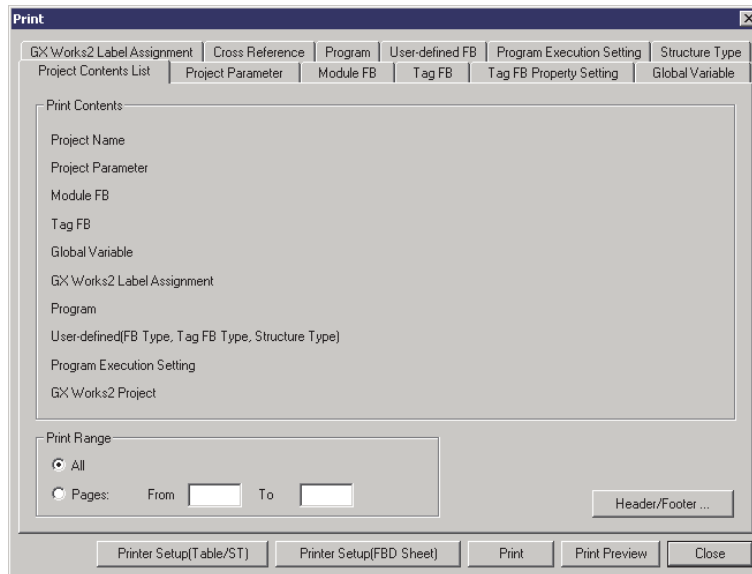 Print
GX Works2 Label Assignment Cross Reference Program User-defined FB Program Execution Setting Structure Type
Project Contents List Project Parameter Module FB Tag FB Tag FB Property Setting Global Variable
Print Contents
Project Name
Project Parameter
Module FB
Tag FB
Global Variable
GX Works2 Label Assignment
Program
User-defined(FB Type, Tag FB Type, Structure Type)
Program Execution Setting
GX Works2 Project
Print Range
All
Pages: From To
Header/Footer ...
Printer Setup(Table/ST) Printer Setup(FBD Sheet) Print Print Preview Close